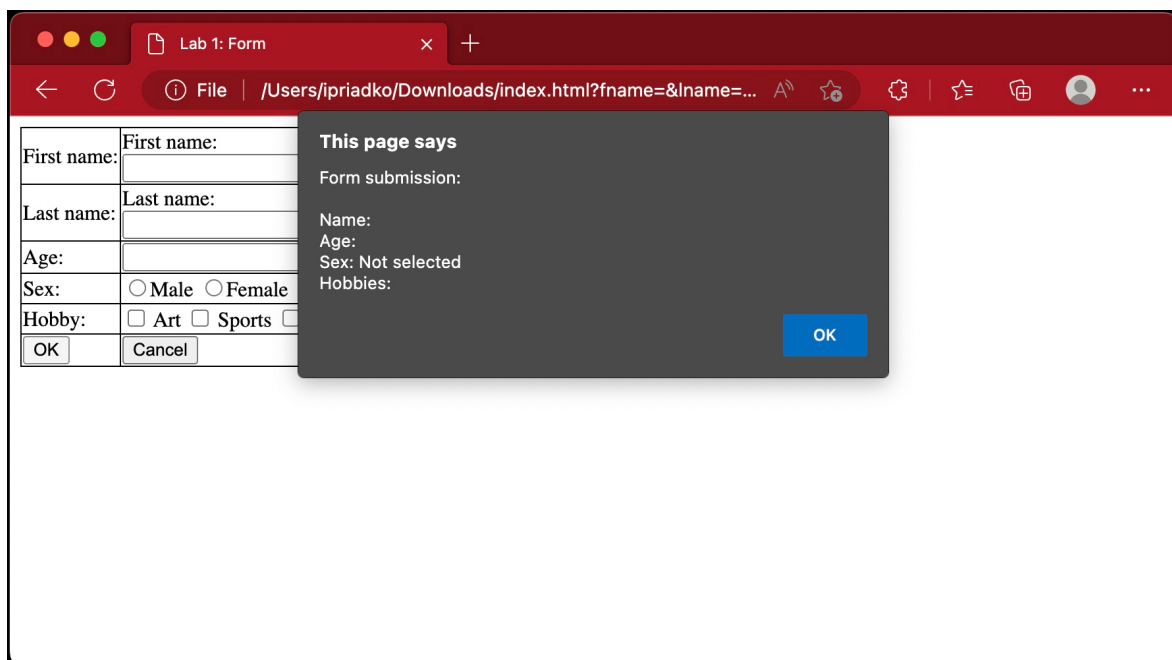 Lab 1: Form
File | /Users/ipriadko/Downloads/index.html?fname=&lname=...
This page says
Form submission:
Name:
Age:
Sex: Not selected
Hobbies:
OK
First name:
First name:
Last name:
Last name:
Age:
Sex: Male Female
Hobby: Art Sports
OK Cancel